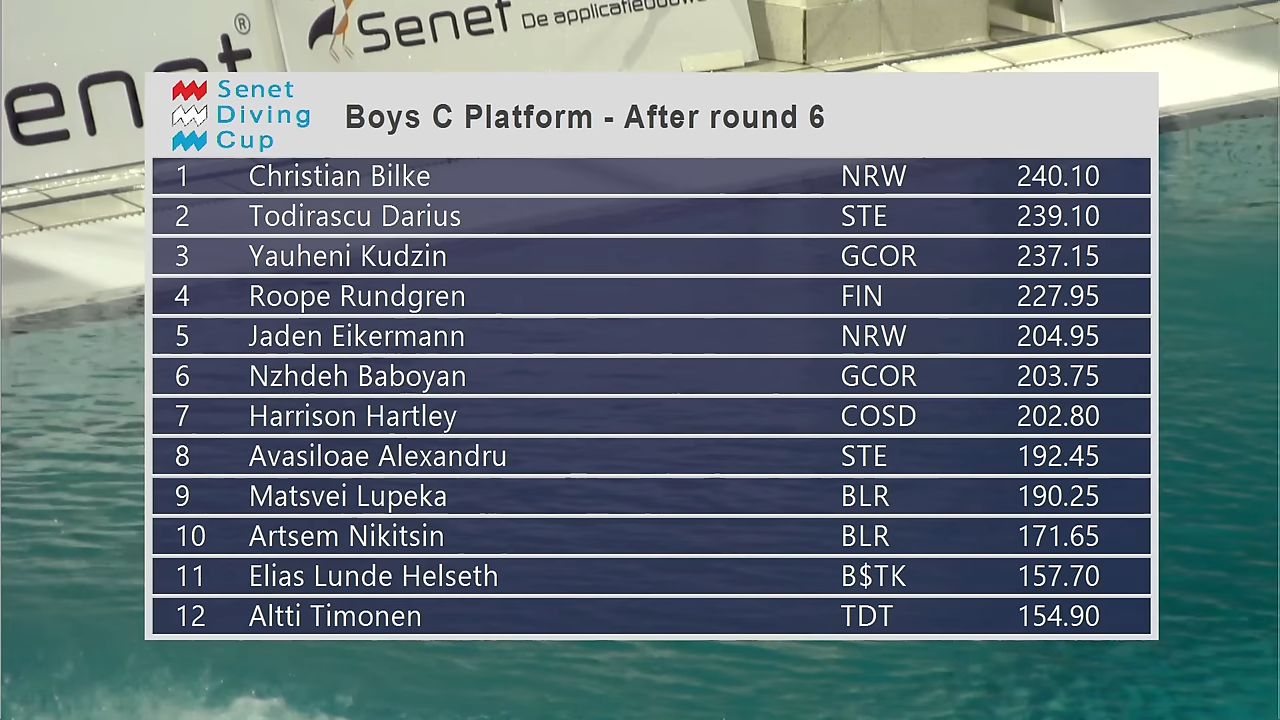 enet®
Senet De applicatiebouw
Senet
Diving
Cup
Boys C Platform - After round 6
1 Christian Bilke NRW 240.10
2 Todirascu Darius STE 239.10
3 Yauheni Kudzin GCOR 237.15
4 Roope Rundgren FIN 227.95
5 Jaden Eikermann NRW 204.95
6 Nzhdeh Baboyan GCOR 203.75
7 Harrison Hartley COSD 202.80
8 Avasiloae Alexandru STE 192.45
9 Matsvei Lupeka BLR 190.25
10 Artsem Nikitsin BLR 171.65
11 Elias Lunde Helseth B$TK 157.70
12 Altti Timonen TDT 154.90